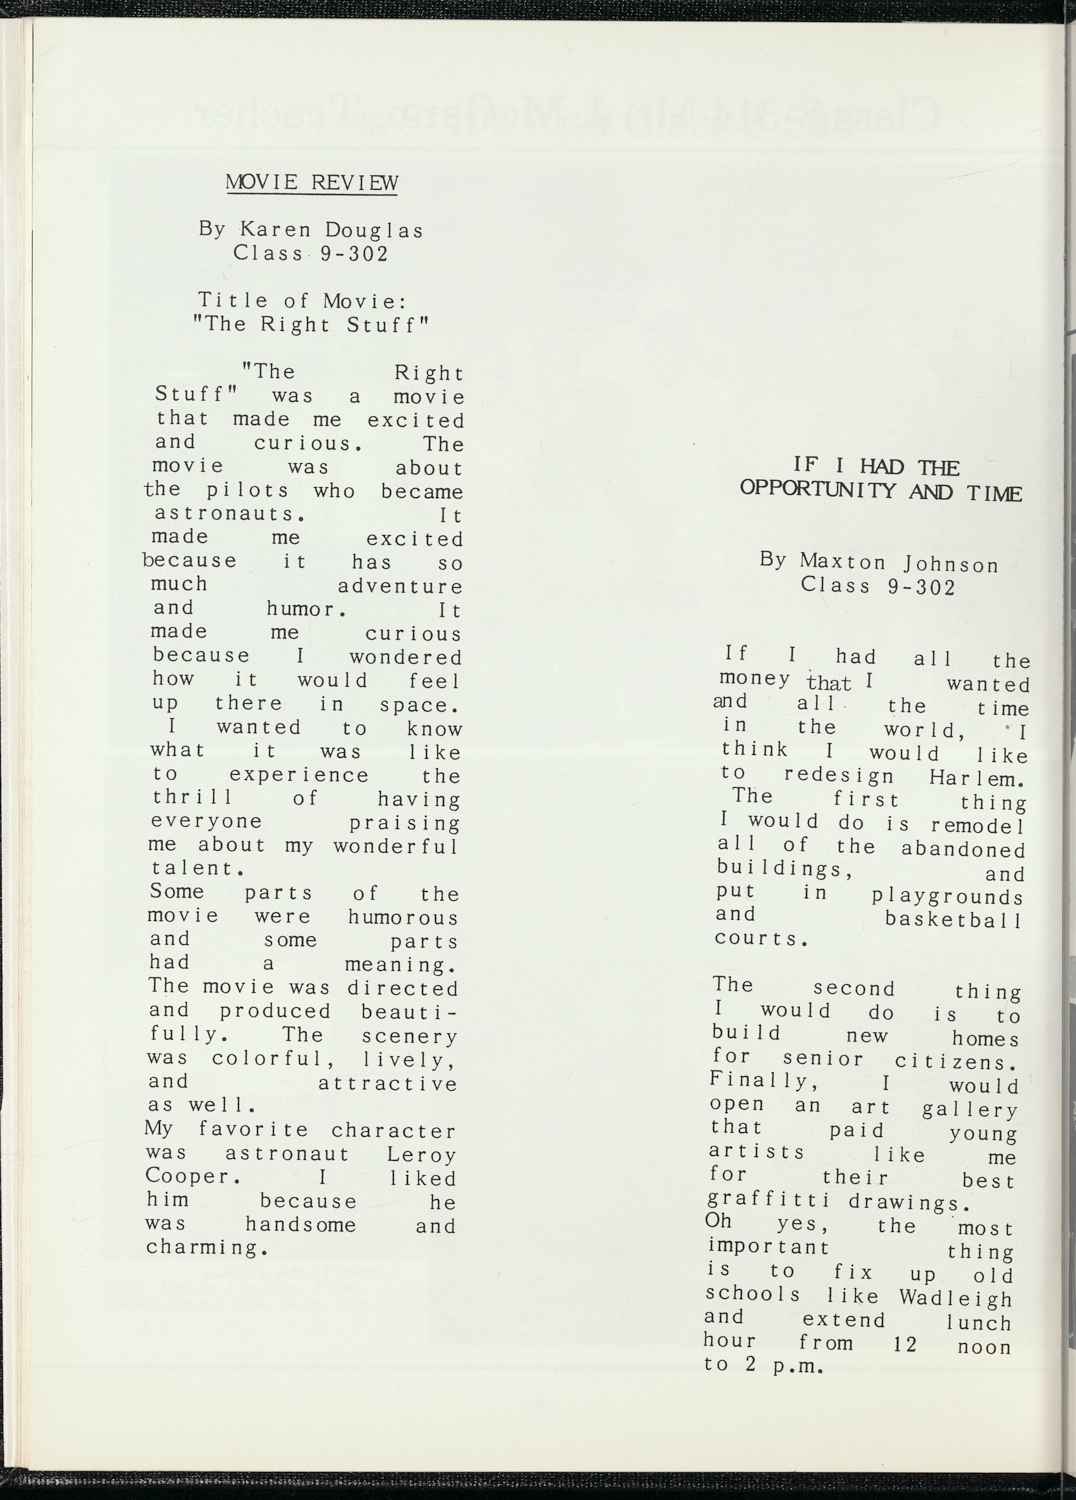 MOVIE REVIEW
By Karen Douglas
Class 9-302
Title of Movie:
"The Right Stuff"
"The Right
Stuff" was a movie
that made me excited
and curious. The
movie was about
the pilots who became
astronauts. It
made me excited
because it has so
much adventure
and humor. It
made me curious
because I wondered
how it would feel
up there in space.
I wanted to know
what it was like
to experience the
thrill of having
everyone praising
me about my wonderful
talent.
Some parts of the
movie were humorous
and some parts
had a meaning.
The movie was directed
and produced beauti-
fully. The scenery
was colorful, lively,
and attractive
as well.
My favorite character
was astronaut Leroy
Cooper. I liked
him because he
was handsome and
charming.
IF I HAD THE
OPPORTUNITY AND TIME
By Maxton Johnson
Class 9-302
If I had all the
money that I wanted
and all the time
in the world, I
think I would like
to redesign Harlem.
The first thing
I would do is remodel
all of the abandoned
buildings, and
put in playgrounds
and basketball
courts.
The second thing
I would do is to
build new homes
for senior citizens.
Finally, I would
open an art gallery
that paid young
artists like me
for their best
graffitti drawings.
Oh yes, the most
important thing
is to fix up old
schools like Wadleigh
and extend lunch
hour from 12 noon
to 2 p.m.